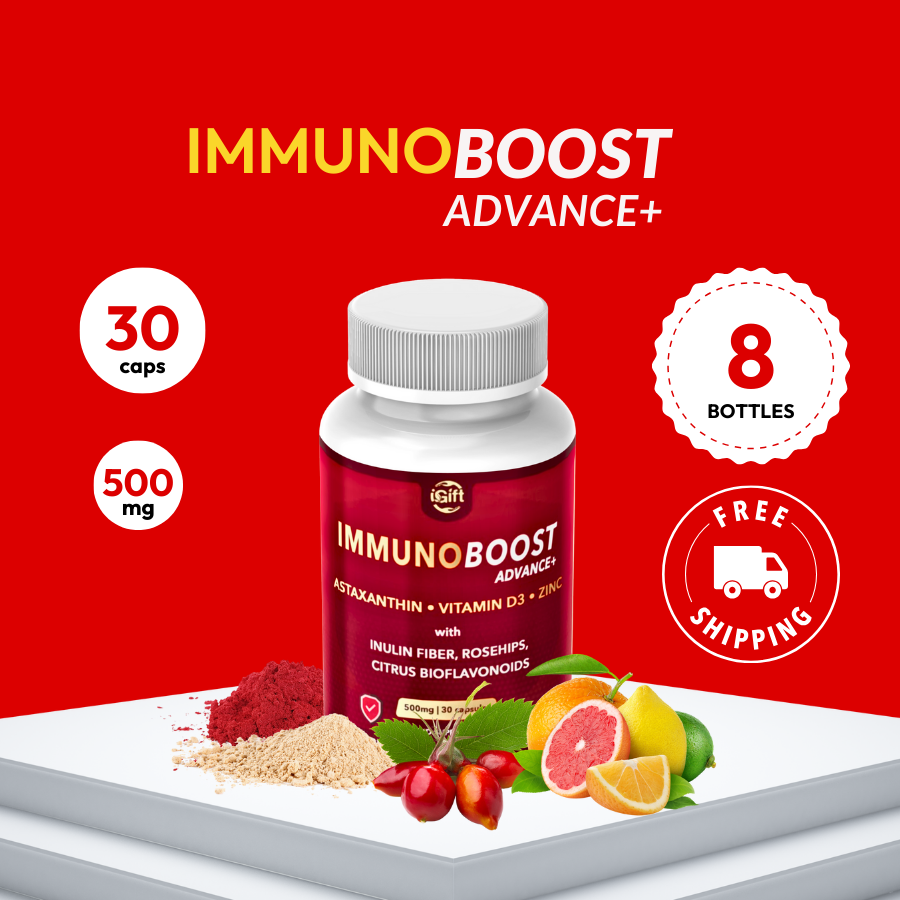 IMMUNOBOOST
ADVANCE+
30
caps
500
mg
8
BOTTLES
FREE
SHIPPING
iGift
IMMUNOBOOST
ADVANCE+
ASTAXANTHIN • VITAMIN D3 • ZINC
with
INULIN FIBER, ROSEHIPS,
CITRUS BIOFLAVONOIDS
500mg | 30 capsules